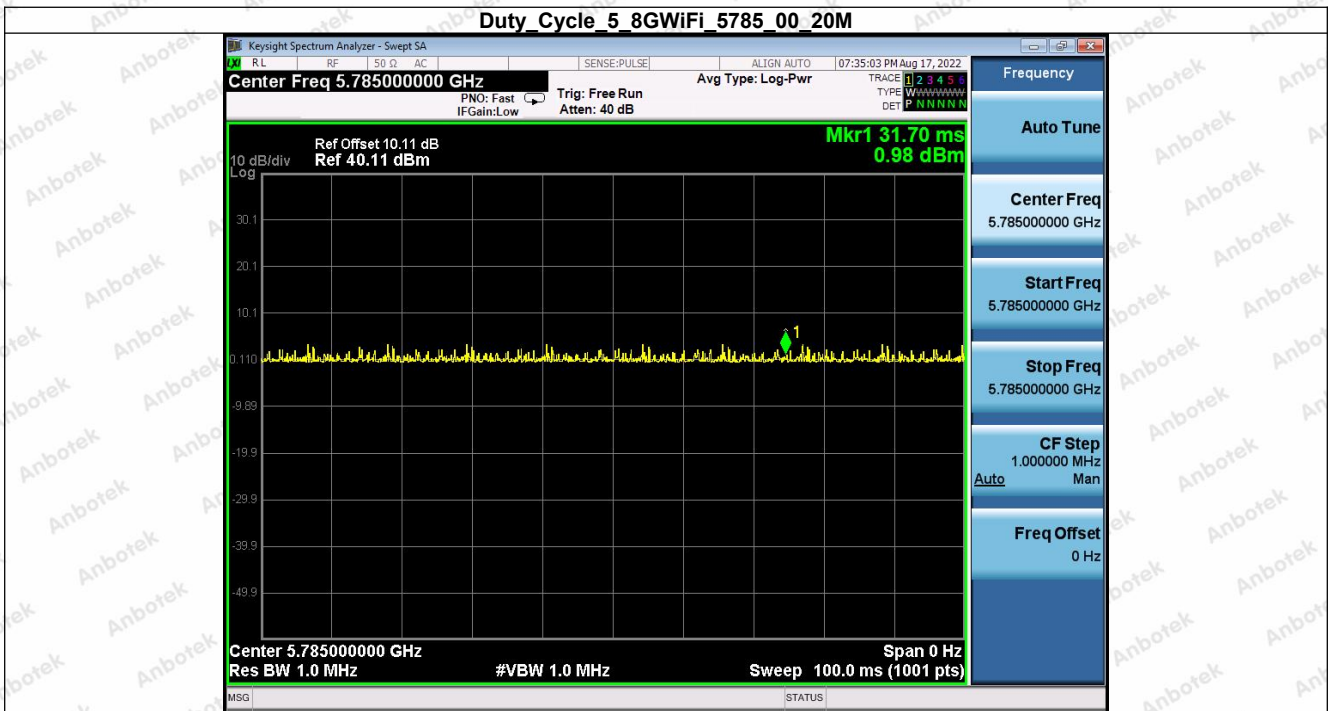 Duty_Cycle_5_8GWiFi_5785_00_20M
Keysight Spectrum Analyzer - Swept SA
LXI RL RF 50 Ω AC SENSE:PULSE ALIGN AUTO 07:35:03 PM Aug 17, 2022
Center Freq 5.785000000 GHz
PNO: Fast
IFGain:Low
Trig: Free Run
Atten: 40 dB
Avg Type: Log-Pwr
TRACE 1 2 3 4 5 6
TYPE WWWWWW
DET P N N N N N
Mkr1 31.70 ms
0.98 dBm
Ref Offset 10.11 dB
10 dB/div Ref 40.11 dBm
Log
30.1
20.1
10.1
0.110
-9.89
-19.9
-29.9
-39.9
-49.9
1
Center 5.785000000 GHz
Span 0 Hz
Res BW 1.0 MHz
#VBW 1.0 MHz
Sweep 100.0 ms (1001 pts)
MSG
STATUS
Frequency
Auto Tune
Center Freq
5.785000000 GHz
Start Freq
5.785000000 GHz
Stop Freq
5.785000000 GHz
CF Step
1.000000 MHz
Auto Man
Freq Offset
0 Hz
Anbotek